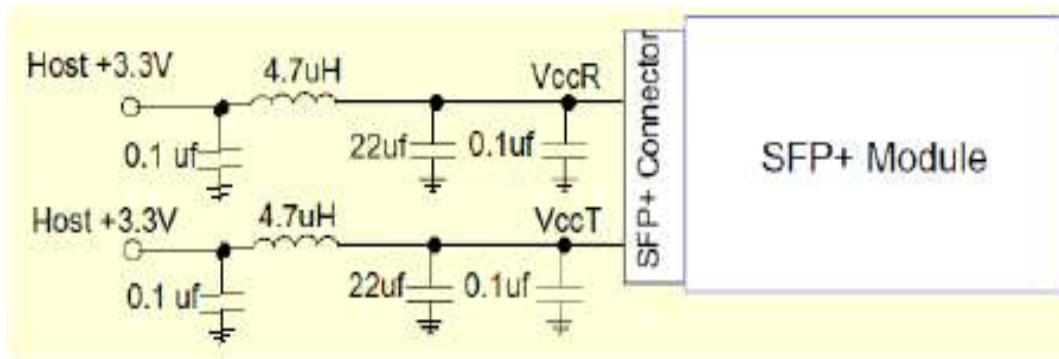 Host +3.3V
4.7uH
VccR
0.1 uf
22uf
0.1uf
Host +3.3V
4.7uH
VccT
0.1 uf
22uf
0.1uf
SFP+ Connector
SFP+ Module